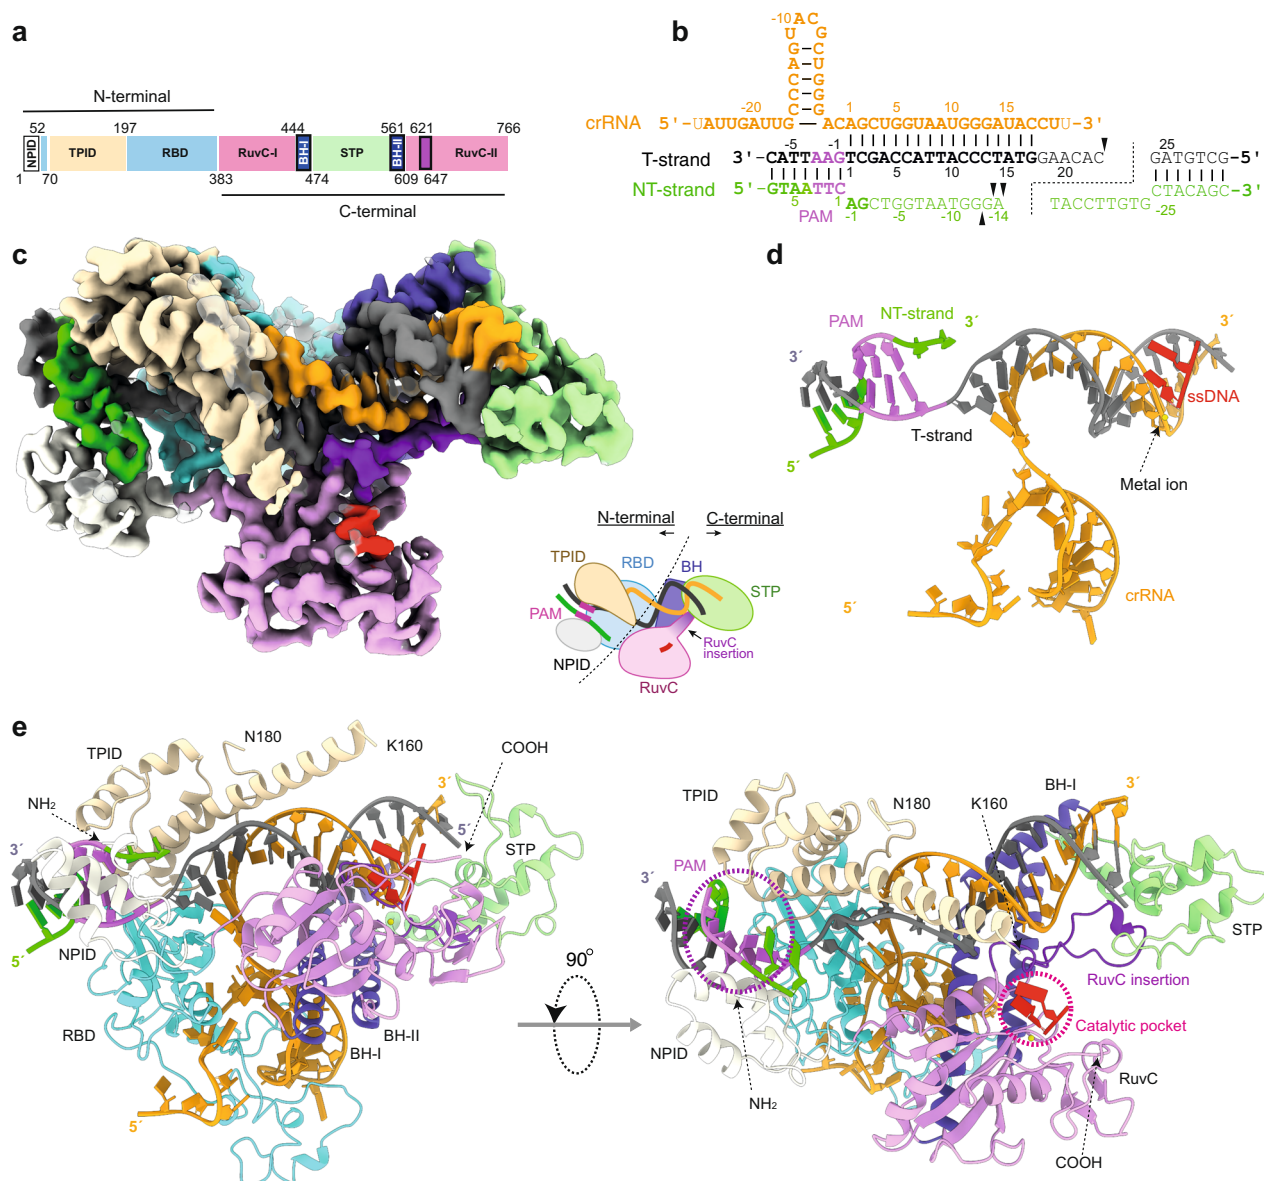 a
N-terminal
52 197 444 561 621 766
NPID TPID RBD RuvC-I BH-I STP BH-II RuvC-II
1 70 383 474 609 647
C-terminal
b
-10 A C
U G
G C
A U
C G
C G
C G
-20 1 5 10 15
crRNA 5'-UAUUGAUUG ACAGCUGGUAAUGGGAUACCUU-3'
-5 -1 25
T-strand 3'-CATTAAGTCGACCATTACCCTATGGAACAC GATGTCG-5'
20
NT-strand 5'-GTAATTC CTACAGC-3'
5 1 AGCTGGTAATGGGA TACCTTGTG
PAM -1 -5 -10 -14 -25
c
N-terminal C-terminal
TPID RBD BH
STP
PAM
RuvC
insertion
NPID
RuvC
d
NT-strand
PAM 3´ 3´
3´
ssDNA
T-strand
5´
Metal ion
crRNA
5´
e
N180
TPID K160 COOH
3´
NH₂
3´ 5´
STP
NPID
5´
RBD
BH-II
BH-I
5´
90°
BH-I
TPID N180 K160 3´
PAM
3´
STP
RuvC insertion
Catalytic pocket
NPID
RuvC
NH₂
COOH